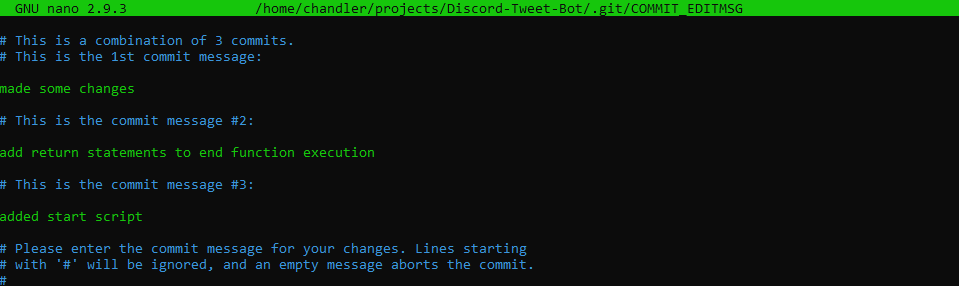 GNU nano 2.9.3 /home/chandler/projects/Discord-Tweet-Bot/.git/COMMIT_EDITMSG
# This is a combination of 3 commits.
# This is the 1st commit message:
made some changes
# This is the commit message #2:
add return statements to end function execution
# This is the commit message #3:
added start script
# Please enter the commit message for your changes. Lines starting
# with '#' will be ignored, and an empty message aborts the commit.
#